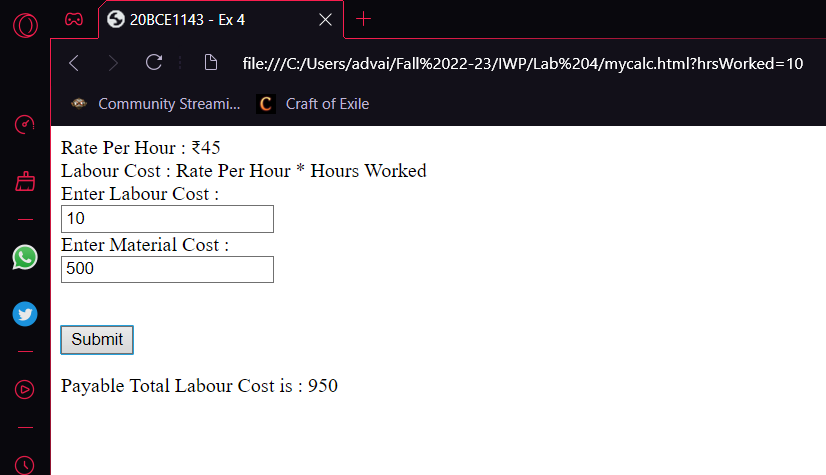 20BCE1143 - Ex 4
file:///C:/Users/advai/Fall%2022-23/IWP/Lab%204/mycalc.html?hrsWorked=10
Community Streami... C Craft of Exile
Rate Per Hour : ₹45
Labour Cost : Rate Per Hour * Hours Worked
Enter Labour Cost :
10
Enter Material Cost :
500
Submit
Payable Total Labour Cost is : 950